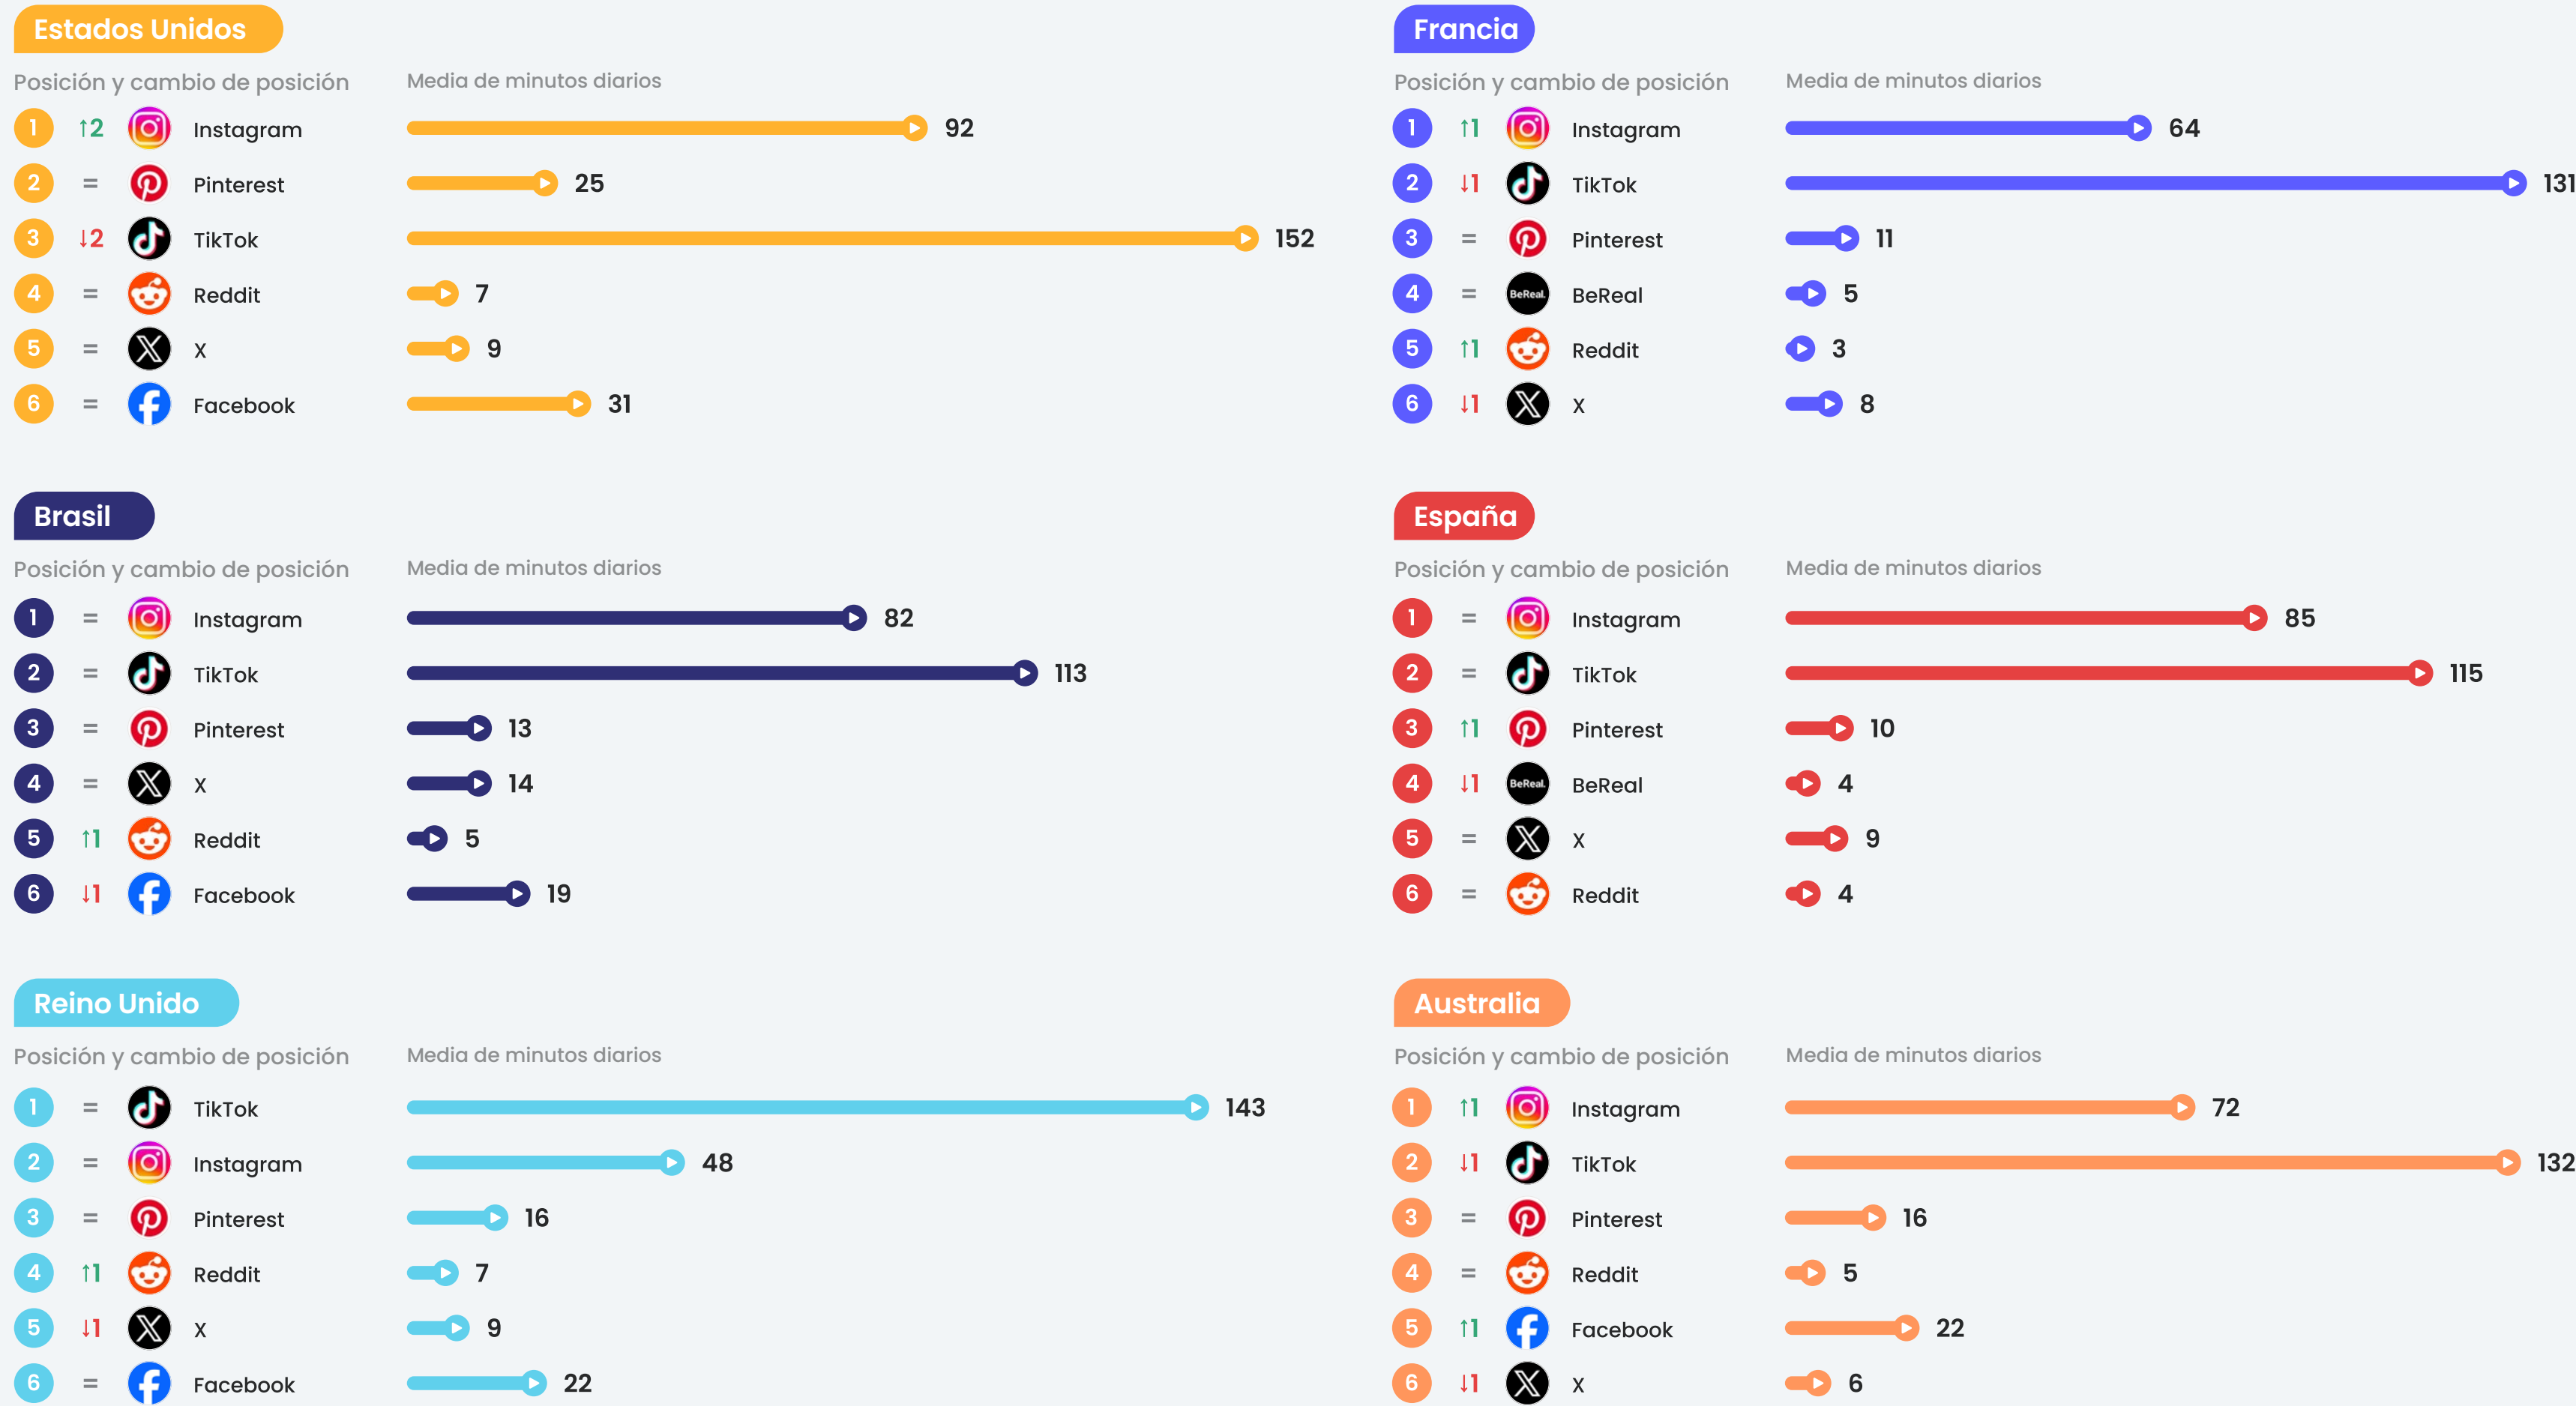 Estados Unidos
Posición y cambio de posición Media de minutos diarios
1 ↑2 Instagram 92
2 = Pinterest 25
3 ↓2 TikTok 152
4 = Reddit 7
5 = X 9
6 = Facebook 31
Francia
Posición y cambio de posición Media de minutos diarios
1 ↑1 Instagram 64
2 ↓1 TikTok 131
3 = Pinterest 11
4 = BeReal. BeReal 5
5 ↑1 Reddit 3
6 ↓1 X 8
Brasil
Posición y cambio de posición Media de minutos diarios
1 = Instagram 82
2 = TikTok 113
3 = Pinterest 13
4 = X 14
5 ↑1 Reddit 5
6 ↓1 Facebook 19
España
Posición y cambio de posición Media de minutos diarios
1 = Instagram 85
2 = TikTok 115
3 ↑1 Pinterest 10
4 ↓1 BeReal. BeReal 4
5 = X 9
6 = Reddit 4
Reino Unido
Posición y cambio de posición Media de minutos diarios
1 = TikTok 143
2 = Instagram 48
3 = Pinterest 16
4 ↑1 Reddit 7
5 ↓1 X 9
6 = Facebook 22
Australia
Posición y cambio de posición Media de minutos diarios
1 ↑1 Instagram 72
2 ↓1 TikTok 132
3 = Pinterest 16
4 = Reddit 5
5 ↑1 Facebook 22
6 ↓1 X 6